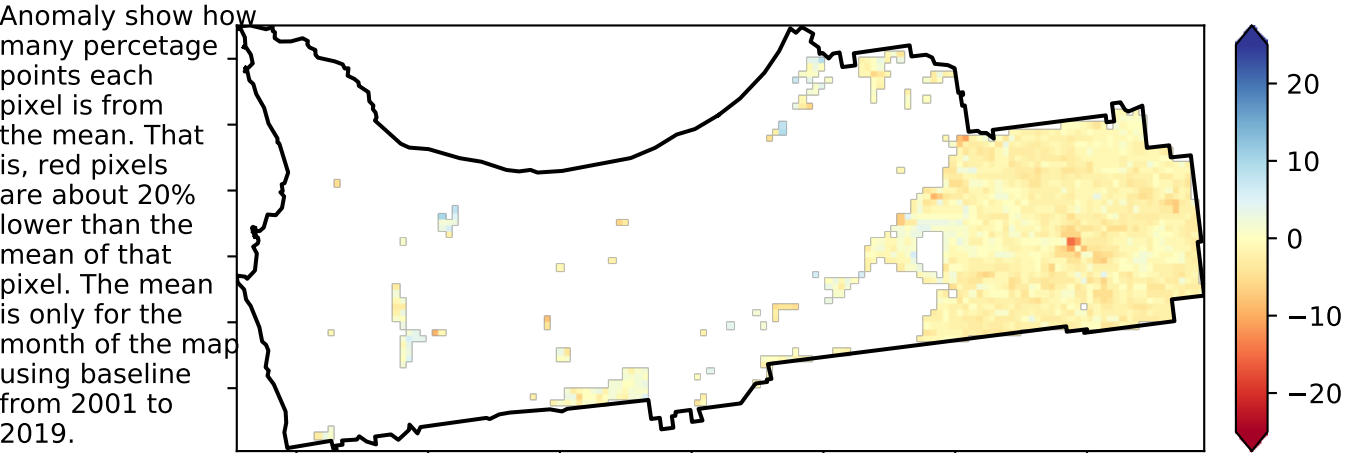 Anomaly show how
many percetage
points each
pixel is from
the mean. That
is, red pixels
are about 20%
lower than the
mean of that
pixel. The mean
is only for the
month of the map
using baseline
from 2001 to
2019.
20
10
0
−10
−20